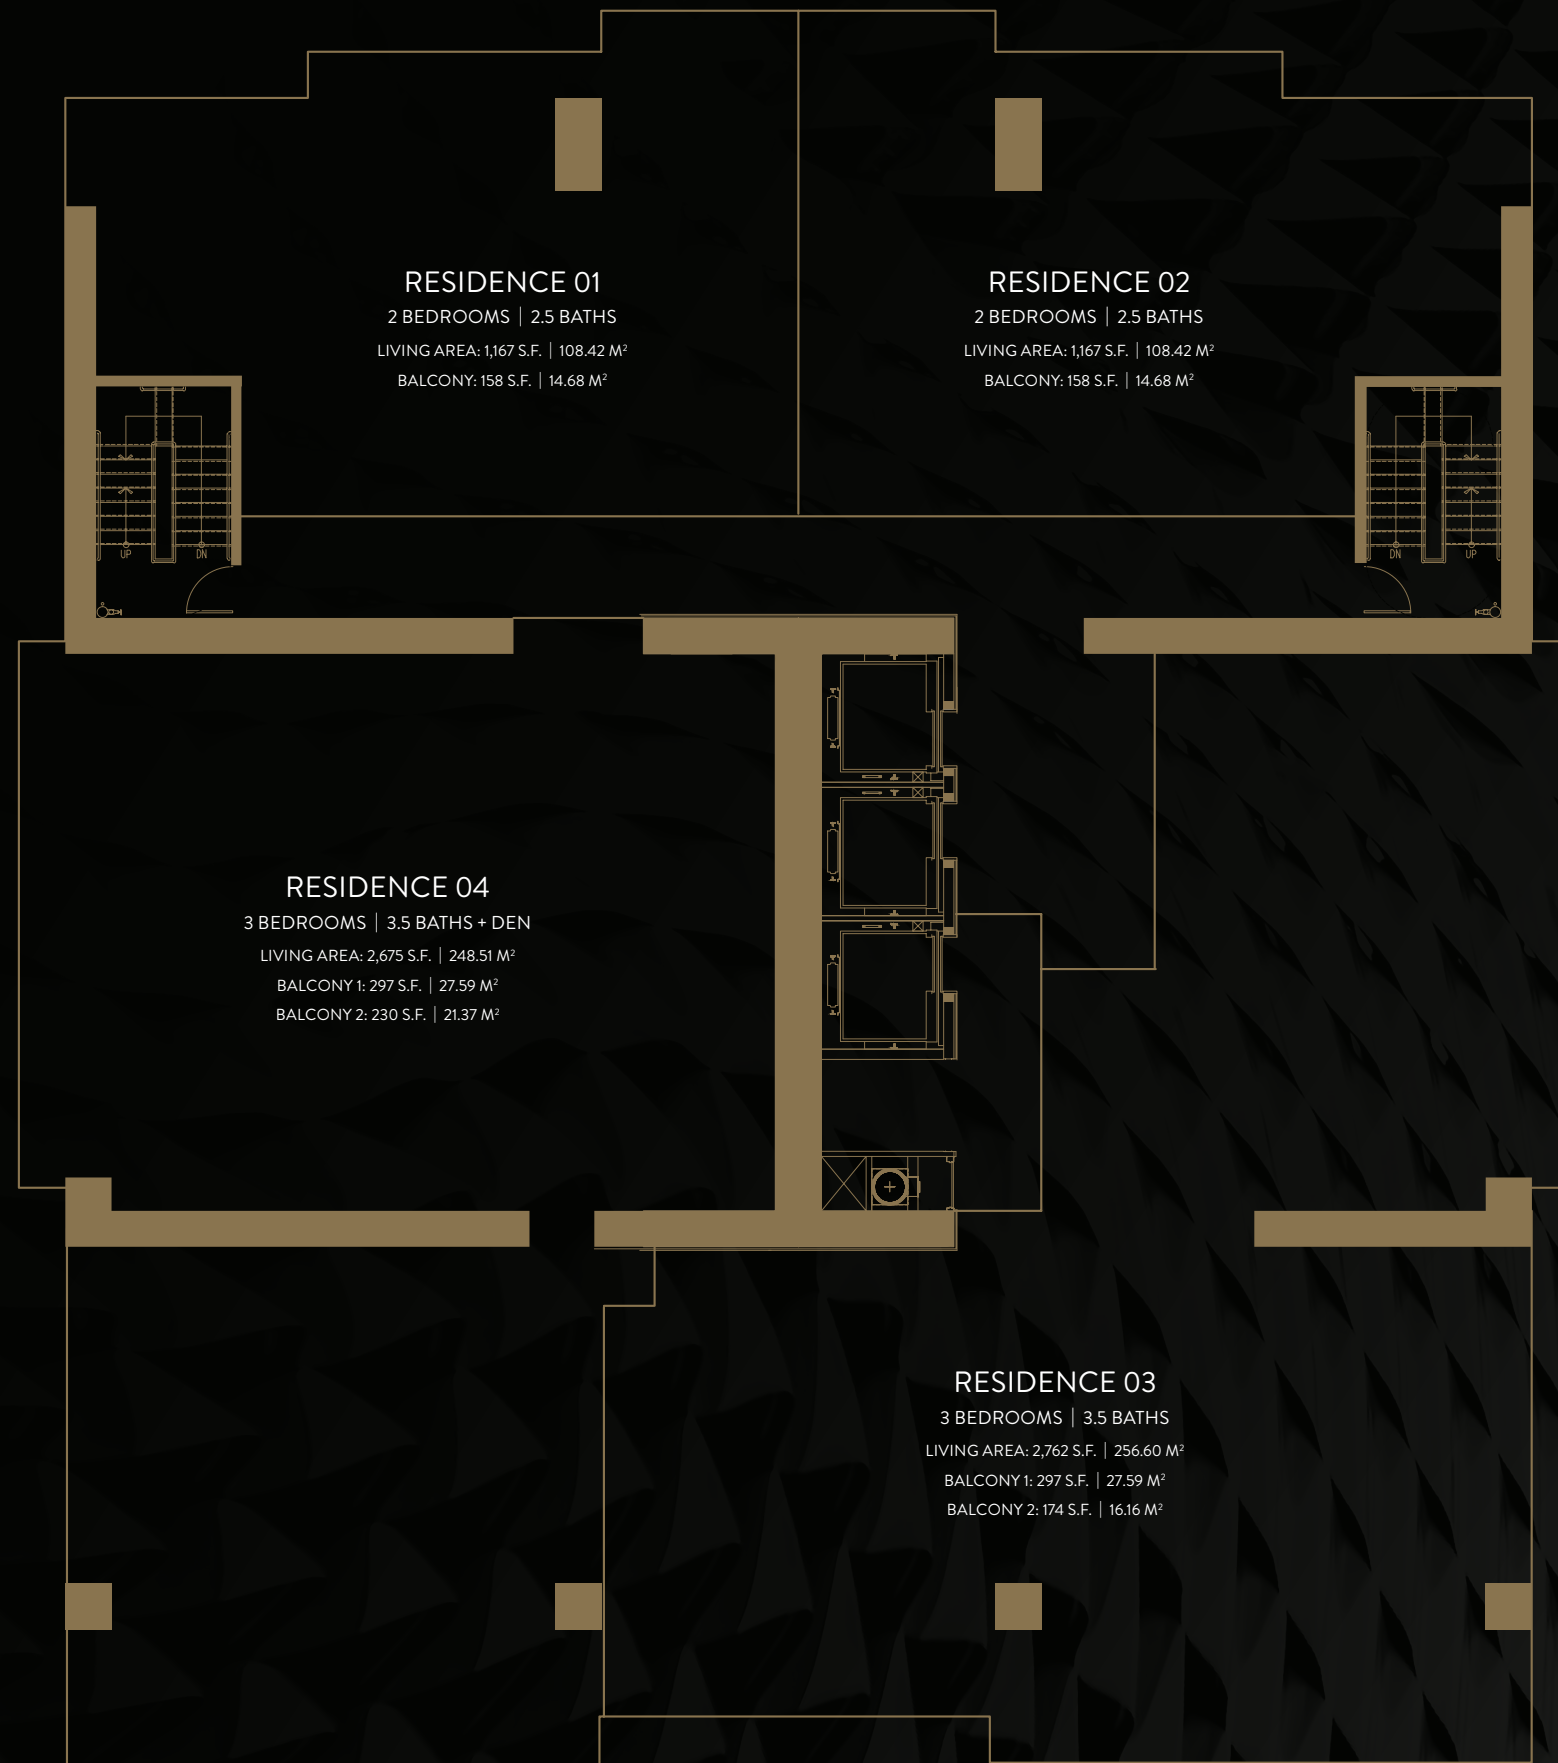 RESIDENCE 01
2 BEDROOMS | 2.5 BATHS
LIVING AREA: 1,167 S.F. | 108.42 M²
BALCONY: 158 S.F. | 14.68 M²
RESIDENCE 02
2 BEDROOMS | 2.5 BATHS
LIVING AREA: 1,167 S.F. | 108.42 M²
BALCONY: 158 S.F. | 14.68 M²
UP
DN
DN
UP
RESIDENCE 04
3 BEDROOMS | 3.5 BATHS + DEN
LIVING AREA: 2,675 S.F. | 248.51 M²
BALCONY 1: 297 S.F. | 27.59 M²
BALCONY 2: 230 S.F. | 21.37 M²
RESIDENCE 03
3 BEDROOMS | 3.5 BATHS
LIVING AREA: 2,762 S.F. | 256.60 M²
BALCONY 1: 297 S.F. | 27.59 M²
BALCONY 2: 174 S.F. | 16.16 M²